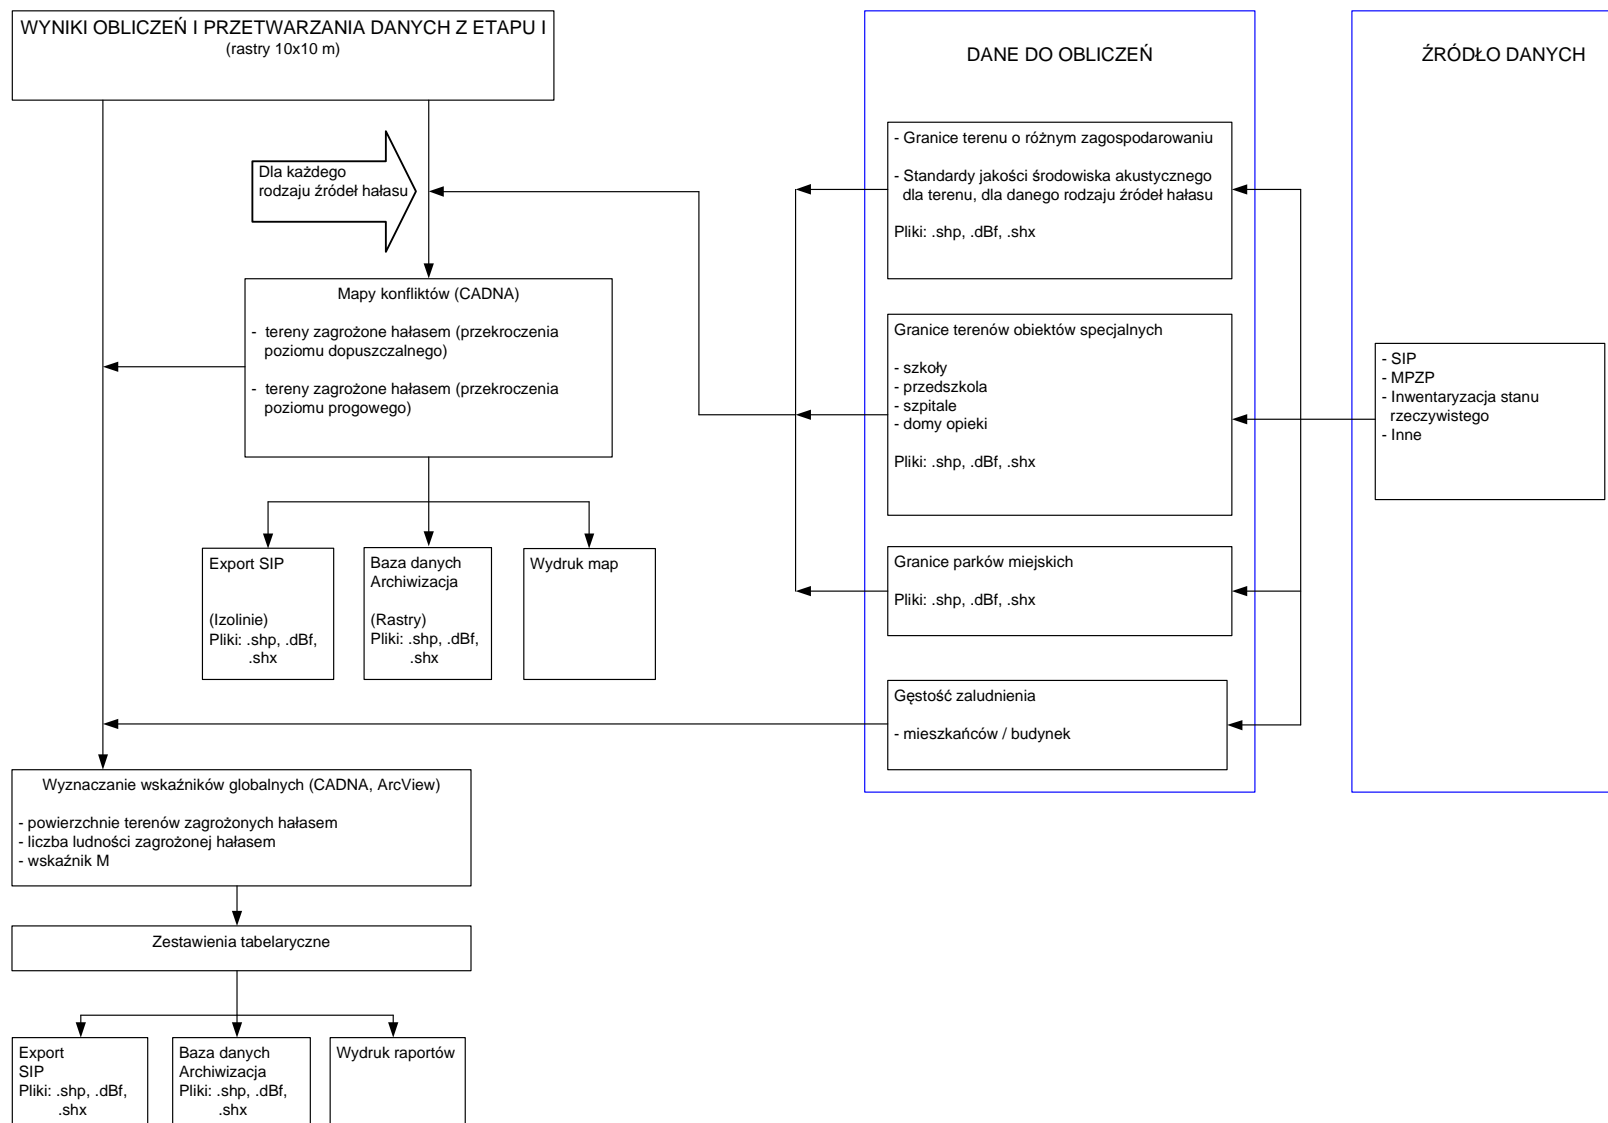 WYNIKI OBLICZEŃ I PRZETWARZANIA DANYCH Z ETAPU I
(rastry 10x10 m)
DANE DO OBLICZEŃ
ŹRÓDŁO DANYCH
Dla każdego
rodzaju źródeł hałasu
- Granice terenu o różnym zagospodarowaniu
- Standardy jakości środowiska akustycznego
dla terenu, dla danego rodzaju źródeł hałasu
Pliki: .shp, .dBf, .shx
Mapy konfliktów (CADNA)
- tereny zagrożone hałasem (przekroczenia
poziomu dopuszczalnego)
- tereny zagrożone hałasem (przekroczenia
poziomu progowego)
Granice terenów obiektów specjalnych
- szkoły
- przedszkola
- szpitale
- domy opieki
Pliki: .shp, .dBf, .shx
- SIP
- MPZP
- Inwentaryzacja stanu
rzeczywistego
- Inne
Export SIP
(Izolinie)
Pliki: .shp, .dBf,
.shx
Baza danych
Archiwizacja
(Rastry)
Pliki: .shp, .dBf,
.shx
Wydruk map
Granice parków miejskich
Pliki: .shp, .dBf, .shx
Gęstość zaludnienia
- mieszkańców / budynek
Wyznaczanie wskaźników globalnych (CADNA, ArcView)
- powierzchnie terenów zagrożonych hałasem
- liczba ludności zagrożonej hałasem
- wskaźnik M
Zestawienia tabelaryczne
Export
SIP
Pliki: .shp, .dBf,
.shx
Baza danych
Archiwizacja
Pliki: .shp, .dBf,
.shx
Wydruk raportów